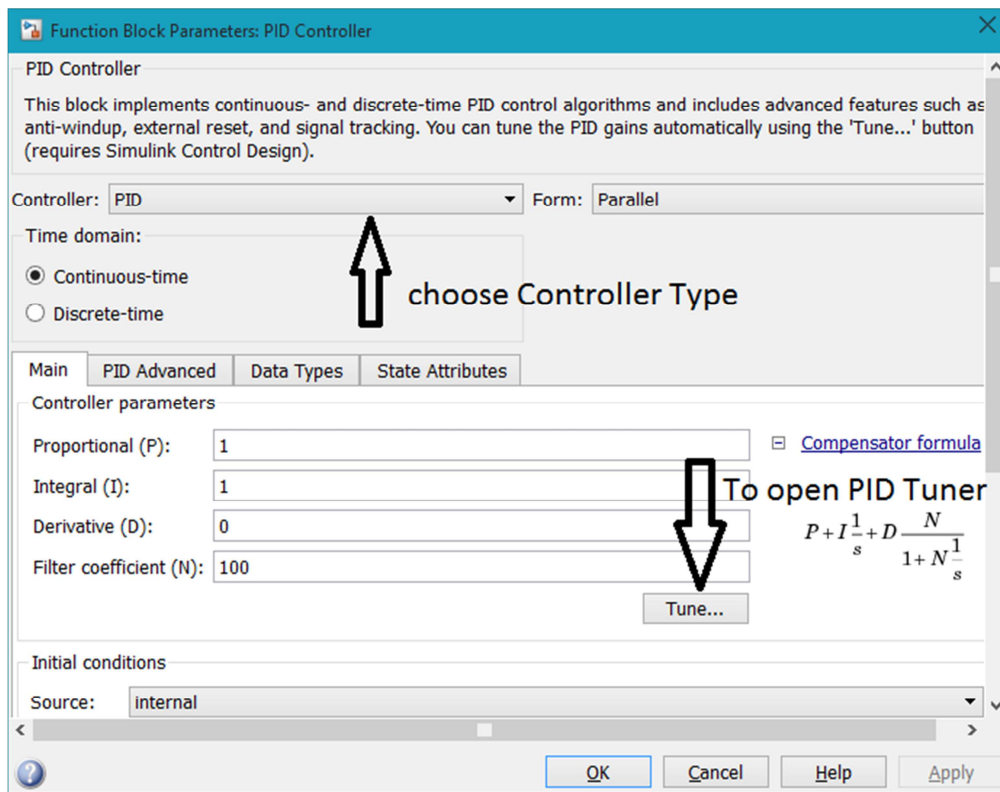 Function Block Parameters: PID Controller
PID Controller
This block implements continuous- and discrete-time PID control algorithms and includes advanced features such as
anti-windup, external reset, and signal tracking. You can tune the PID gains automatically using the 'Tune...' button
(requires Simulink Control Design).
Controller: PID Form: Parallel
Time domain:
Continuous-time
Discrete-time
choose Controller Type
Main PID Advanced Data Types State Attributes
Controller parameters
Proportional (P): 1 Compensator formula
Integral (I): 1
To open PID Tuner
Derivative (D): 0
P+I 1/s +D N/(1+N 1/s)
Filter coefficient (N): 100
Tune...
Initial conditions
Source: internal
OK Cancel Help Apply